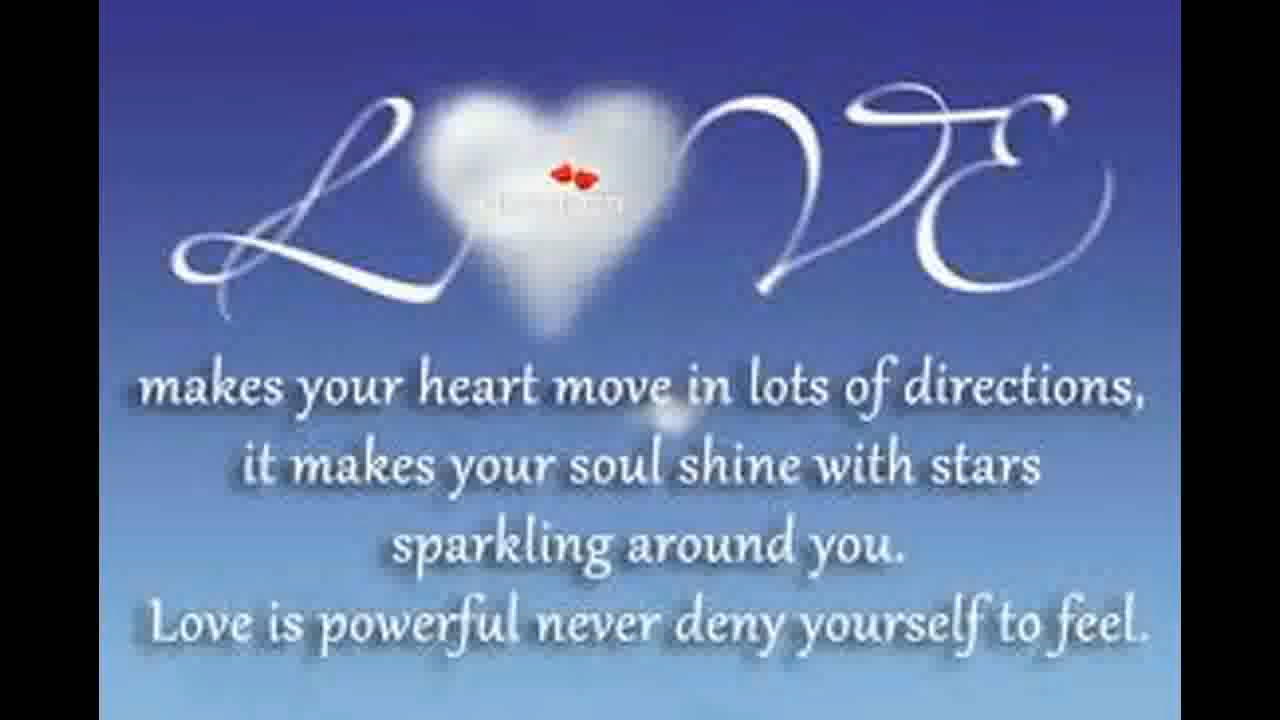 LOVE
makes your heart move in lots of directions,
it makes your soul shine with stars
sparkling around you.
Love is powerful never deny yourself to feel.